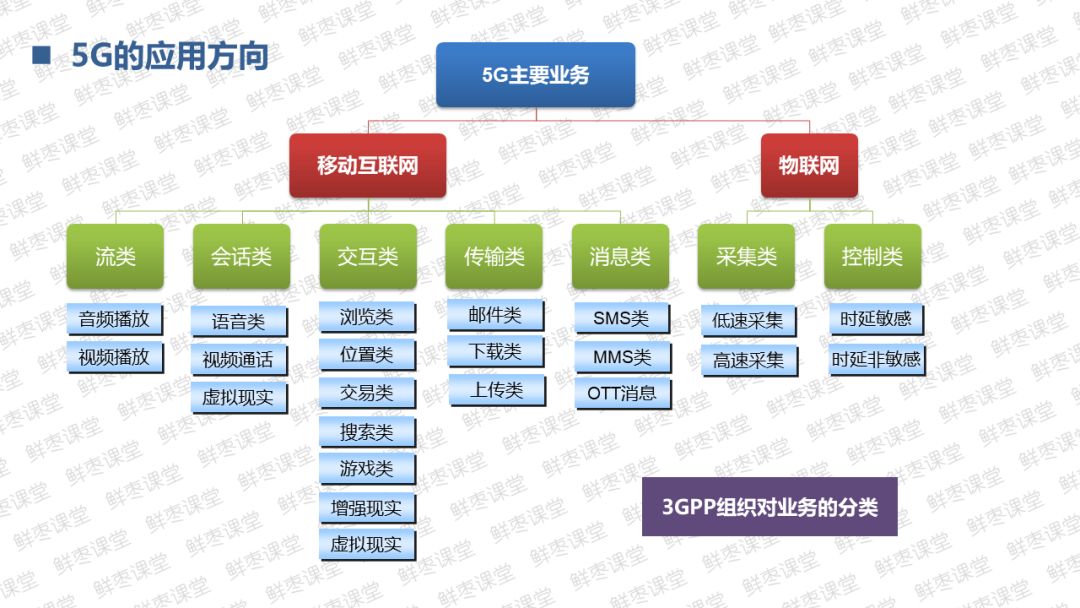 5G的应用方向
5G主要业务
移动互联网
物联网
流类
会话类
交互类
传输类
消息类
采集类
控制类
音频播放
视频播放
语音类
视频通话
虚拟现实
浏览类
位置类
交易类
搜索类
游戏类
增强现实
虚拟现实
邮件类
下载类
上传类
SMS类
MMS类
OTT消息
低速采集
高速采集
时延敏感
时延非敏感
3GPP组织对业务的分类
鲜枣课堂